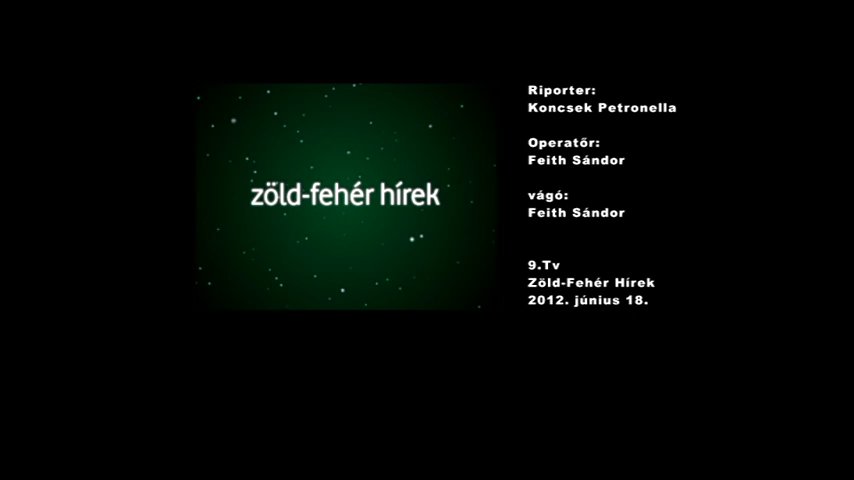 zöld-fehér hírek
Riporter:
Koncsek Petronella
Operatőr:
Feith Sándor
vágó:
Feith Sándor
9.Tv
Zöld-Fehér Hírek
2012. június 18.